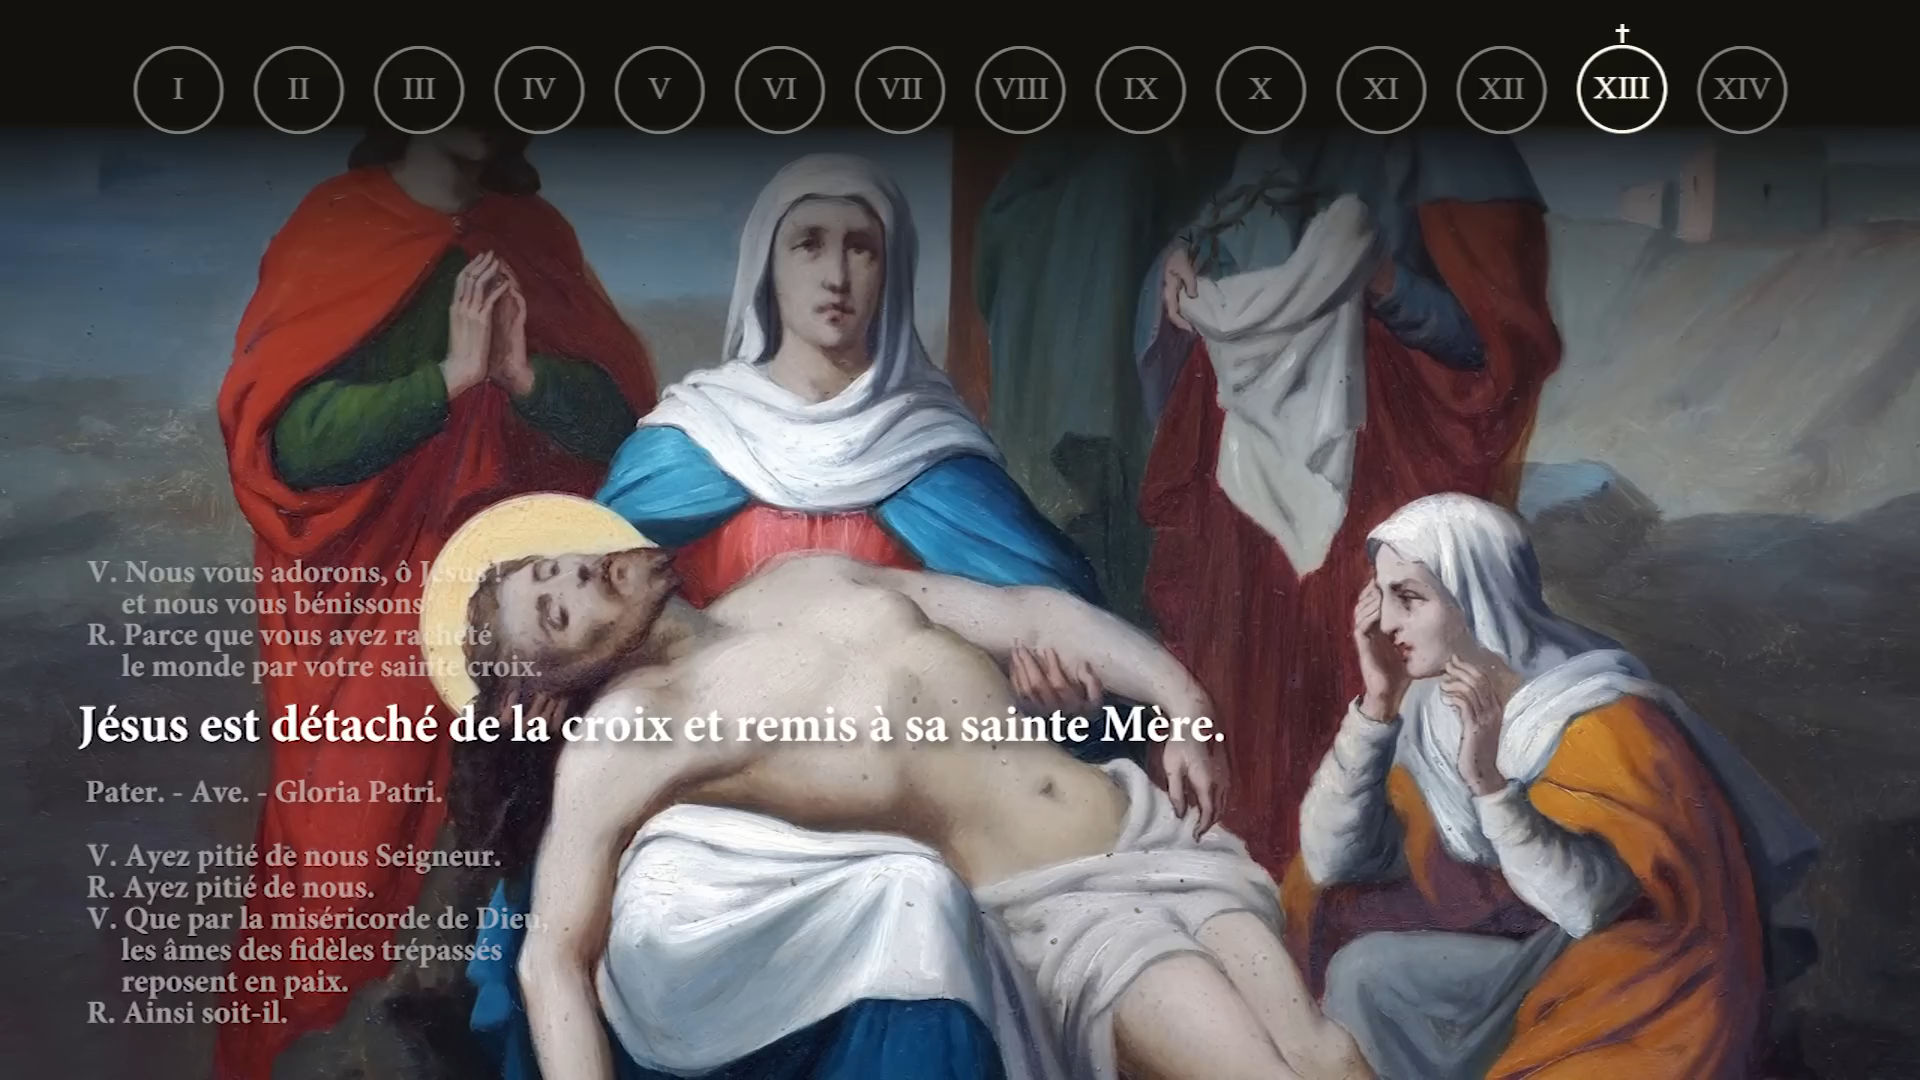 I II III IV V VI VII VIII IX X XI XII XIII XIV
V. Nous vous adorons, ô Jésus !
et nous vous bénissons
R. Parce que vous avez racheté
le monde par votre sainte croix.
Jésus est détaché de la croix et remis à sa sainte Mère.
Pater. - Ave. - Gloria Patri.
V. Ayez pitié de nous Seigneur.
R. Ayez pitié de nous.
V. Que par la miséricorde de Dieu,
les âmes des fidèles trépassés
reposent en paix.
R. Ainsi soit-il.